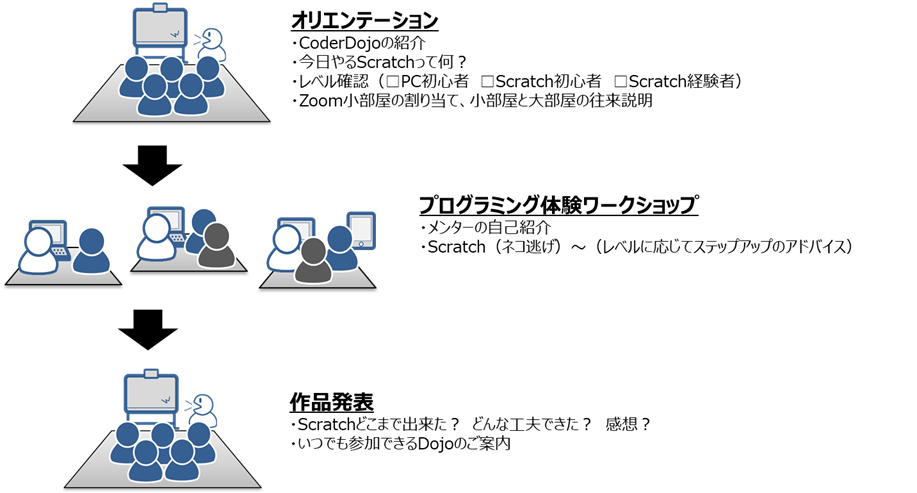 オリエンテーション
・CoderDojoの紹介
・今日やるScratchって何？
・レベル確認（□PC初心者　□Scratch初心者　□Scratch経験者）
・Zoom小部屋の割り当て、小部屋と大部屋の往来説明
プログラミング体験ワークショップ
・メンターの自己紹介
・Scratch（ネコ逃げ）～（レベルに応じてステップアップのアドバイス）
作品発表
・Scratchどこまで出来た？　どんな工夫できた？　感想？
・いつでも参加できるDojoのご案内